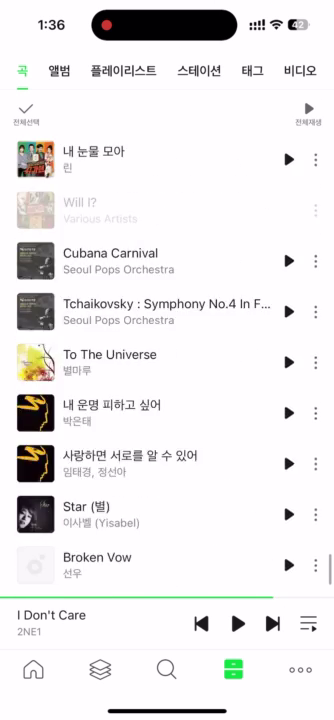 1:36
42
곡 앨범 플레이리스트 스테이션 태그 비디오
전체선택 전체재생
내 눈물 모아
린
Will I?
Various Artists
Cubana Carnival
Seoul Pops Orchestra
Tchaikovsky : Symphony No.4 In F...
Seoul Pops Orchestra
To The Universe
별마루
내 운명 피하고 싶어
박은태
사랑하면 서로를 알 수 있어
임태경, 정선아
Star (별)
이사벨 (Yisabel)
Broken Vow
선우
I Don't Care
2NE1